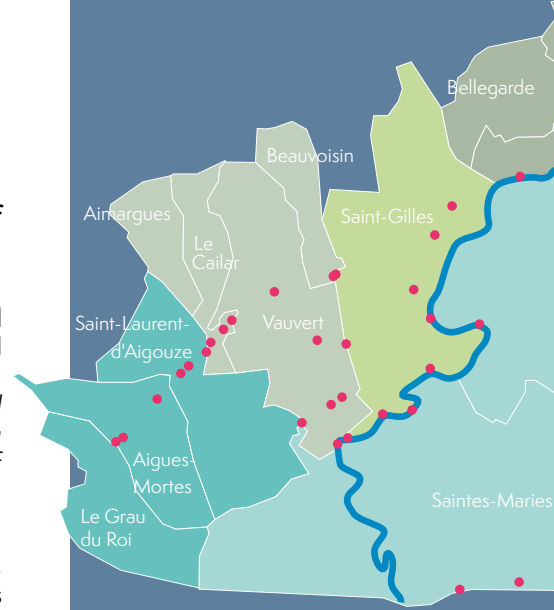 Bellegarde
Beauvoisin
Aimargues
Saint-Gilles
Le
Cailar
Saint-Laurent-
d'Aigouze
Vauvert
Aigues-
Mortes
Le Grau
du Roi
Saintes-Maries